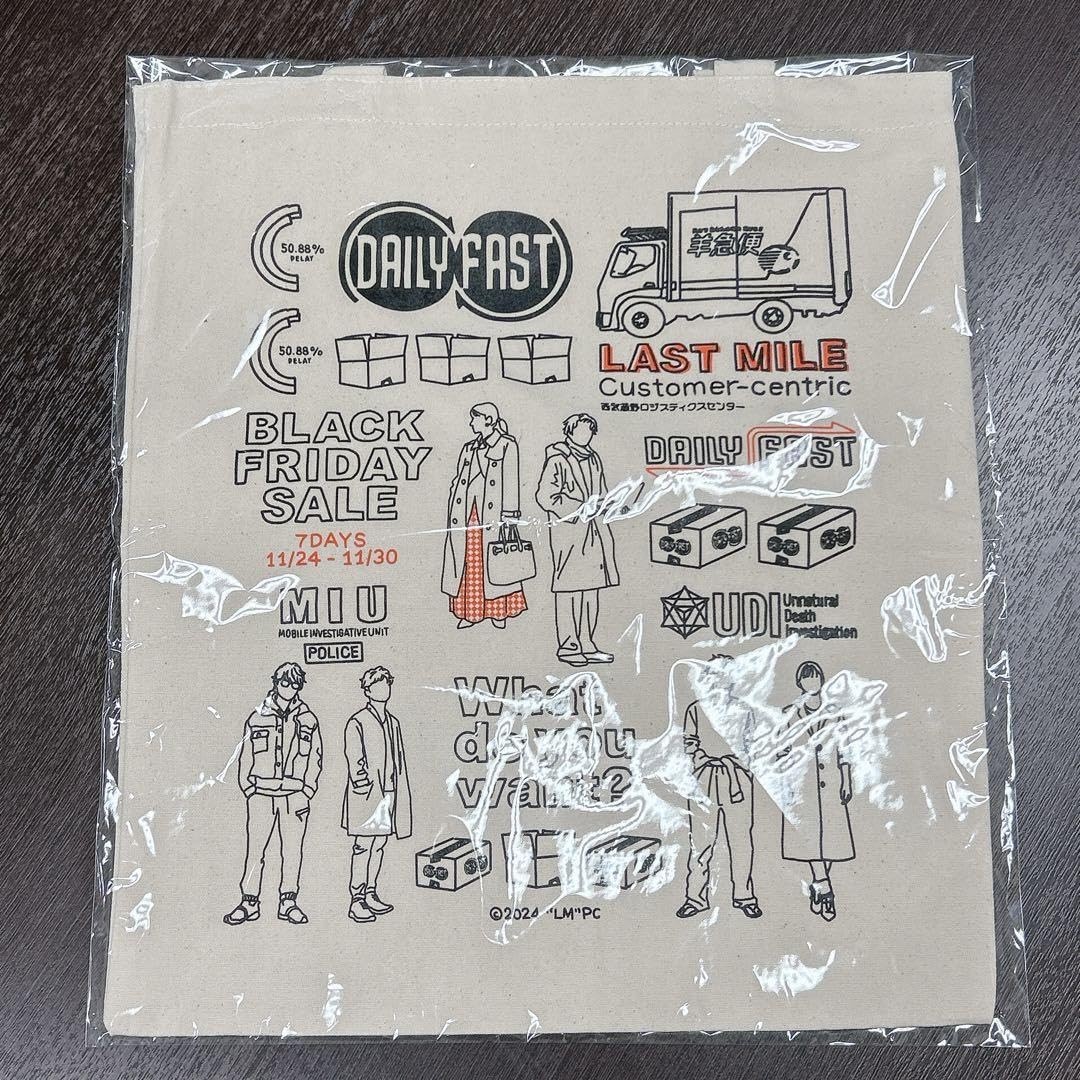 50.88%
DELAY
DAILY FAST
羊急便
50.88%
DELAY
LAST MILE
Customer-centric
西武蔵野ロジスティクスセンター
BLACK
FRIDAY
SALE
7DAYS
11/24 - 11/30
DAILY FAST
MIU
MOBILE INVESTIGATIVE UNIT
POLICE
UDI
Unnatural
Death
Investigation
What
do you
want?
©2024 "LM"PC